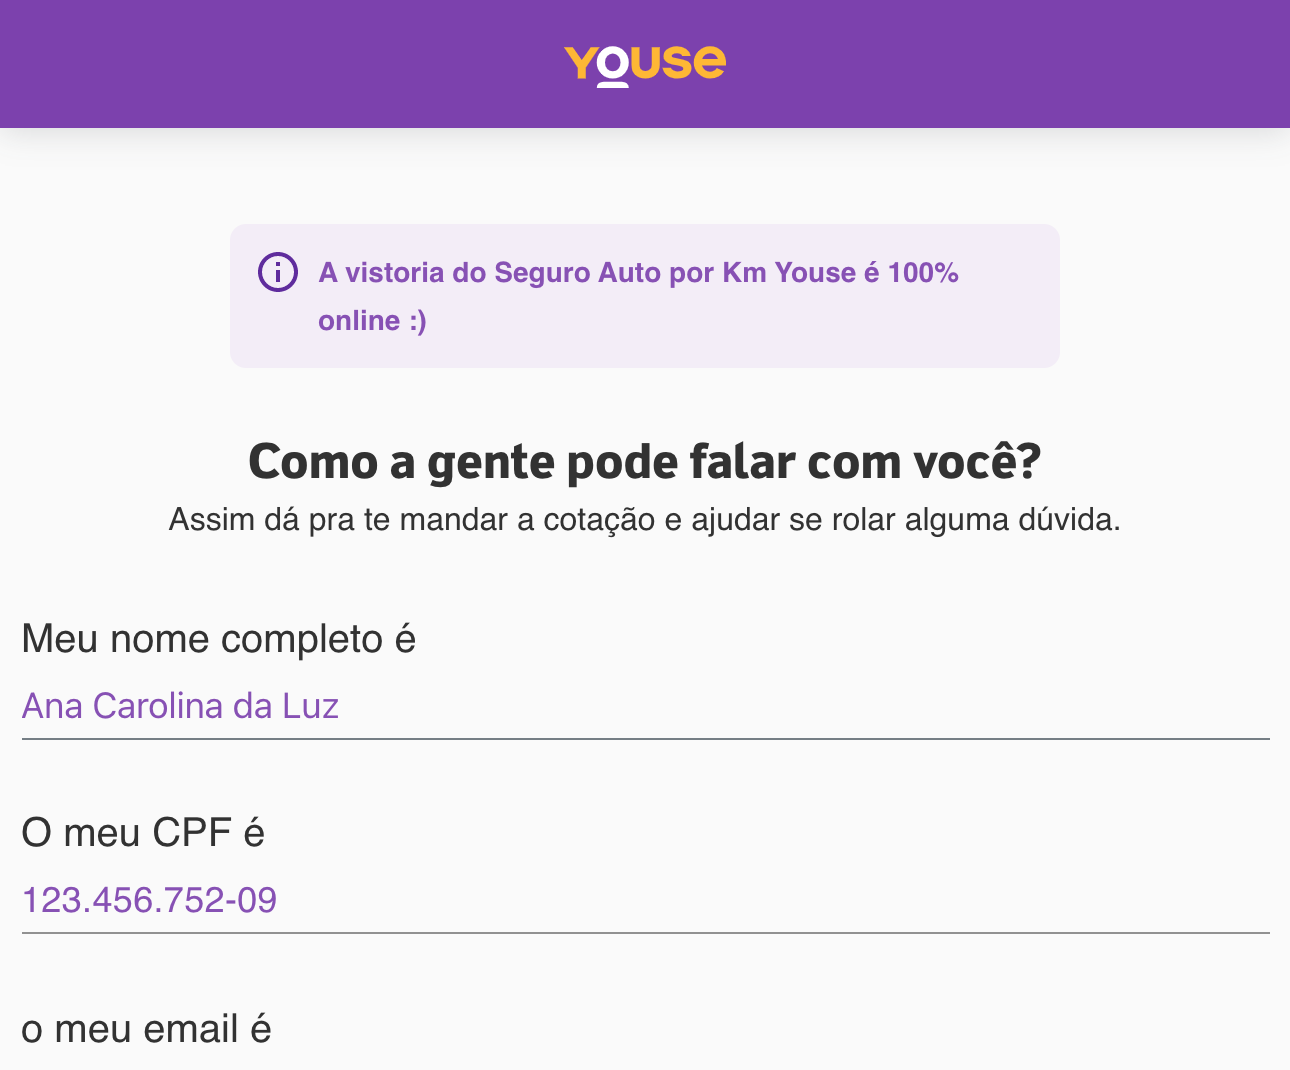 Youse
A vistoria do Seguro Auto por Km Youse é 100%
online :)
Como a gente pode falar com você?
Assim dá pra te mandar a cotação e ajudar se rolar alguma dúvida.
Meu nome completo é
Ana Carolina da Luz
O meu CPF é
123.456.752-09
o meu email é